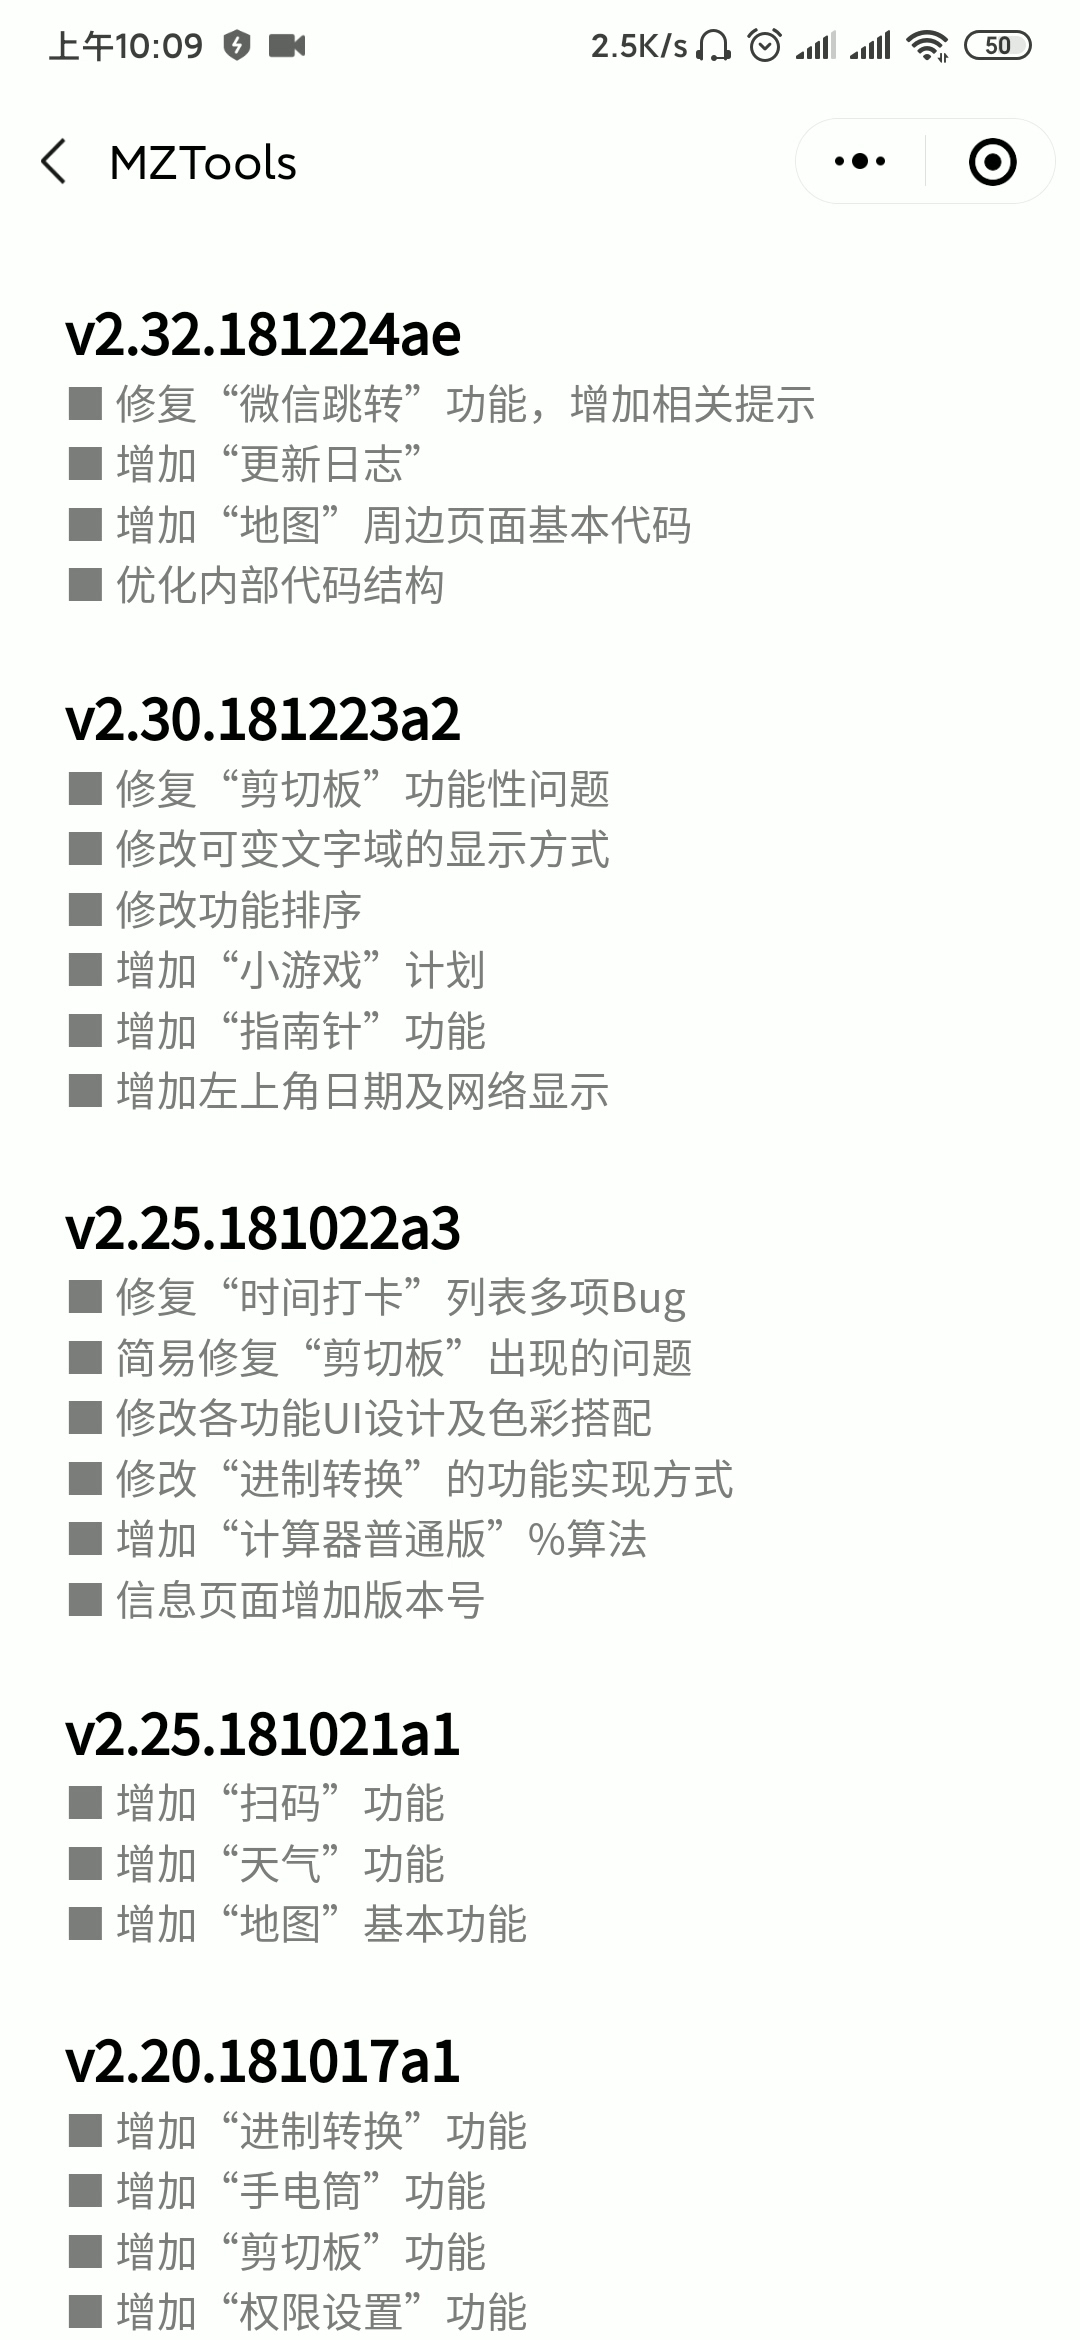 上午10:09
2.5K/s
50
MZTools
v2.32.181224ae
■ 修复“微信跳转”功能，增加相关提示
■ 增加“更新日志”
■ 增加“地图”周边页面基本代码
■ 优化内部代码结构
v2.30.181223a2
■ 修复“剪切板”功能性问题
■ 修改可变文字域的显示方式
■ 修改功能排序
■ 增加“小游戏”计划
■ 增加“指南针”功能
■ 增加左上角日期及网络显示
v2.25.181022a3
■ 修复“时间打卡”列表多项Bug
■ 简易修复“剪切板”出现的问题
■ 修改各功能UI设计及色彩搭配
■ 修改“进制转换”的功能实现方式
■ 增加“计算器普通版”%算法
■ 信息页面增加版本号
v2.25.181021a1
■ 增加“扫码”功能
■ 增加“天气”功能
■ 增加“地图”基本功能
v2.20.181017a1
■ 增加“进制转换”功能
■ 增加“手电筒”功能
■ 增加“剪切板”功能
■ 增加“权限设置”功能